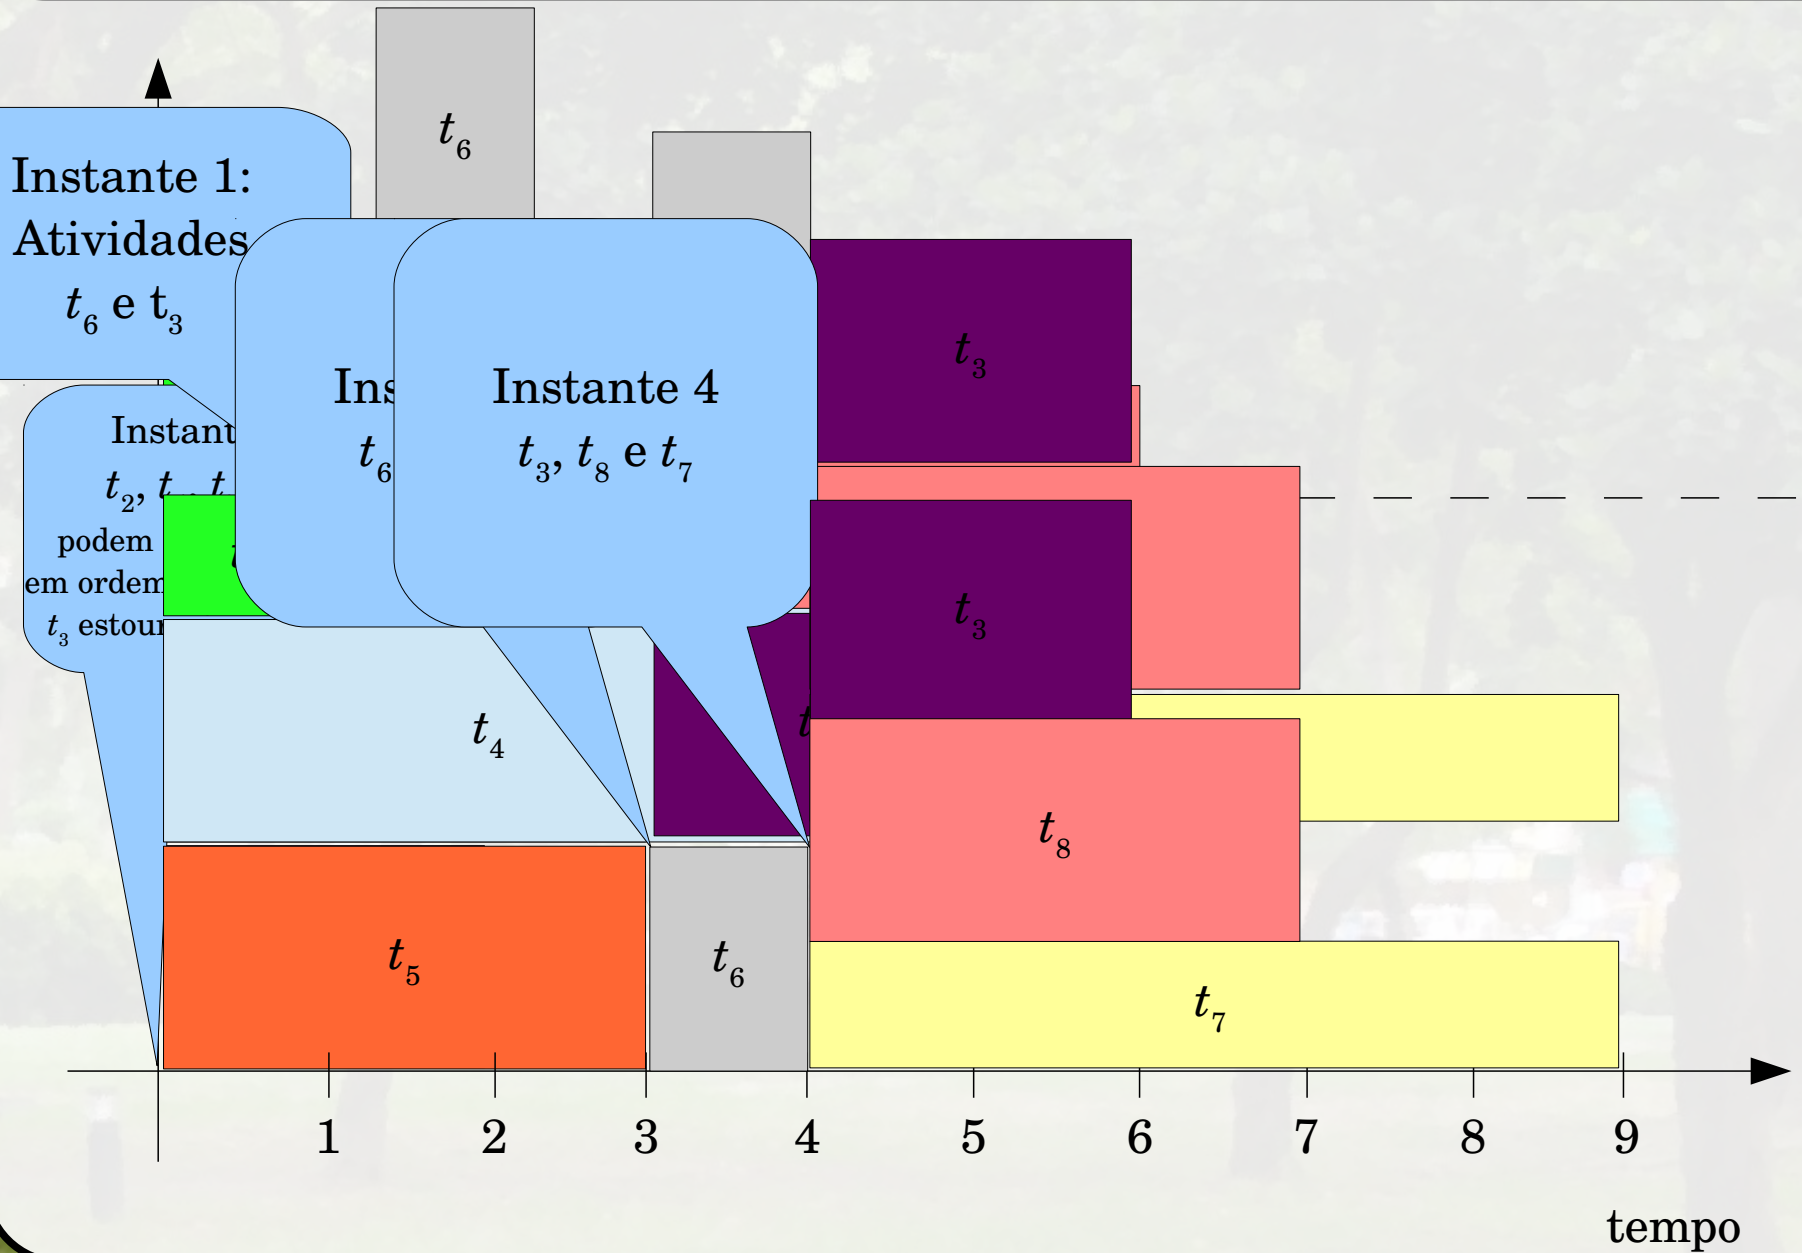 t6
Instante 1:
Atividades
t6 e t3
t3
Ins
t6
Instante 4
t3, t8 e t7
Instant
t2, t
podem
em ordem
t3 estour
t3
t4
t8
t5
t6
t7
1 2 3 4 5 6 7 8 9
tempo